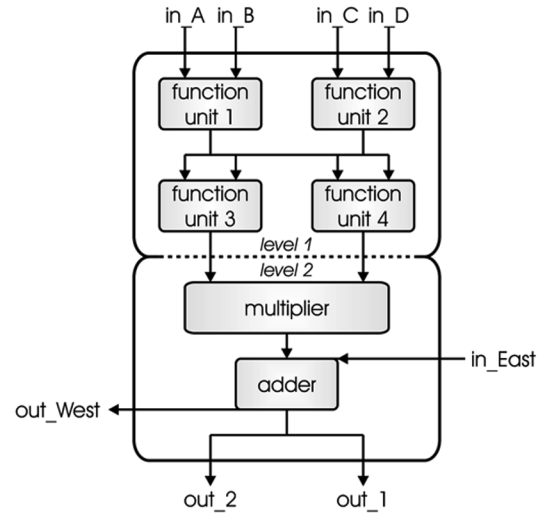 in_A in_B in_C in_D
function function
unit 1 unit 2
function function
unit 3 unit 4
level 1
level 2
multiplier
in_East
adder
out_West
out_2 out_1